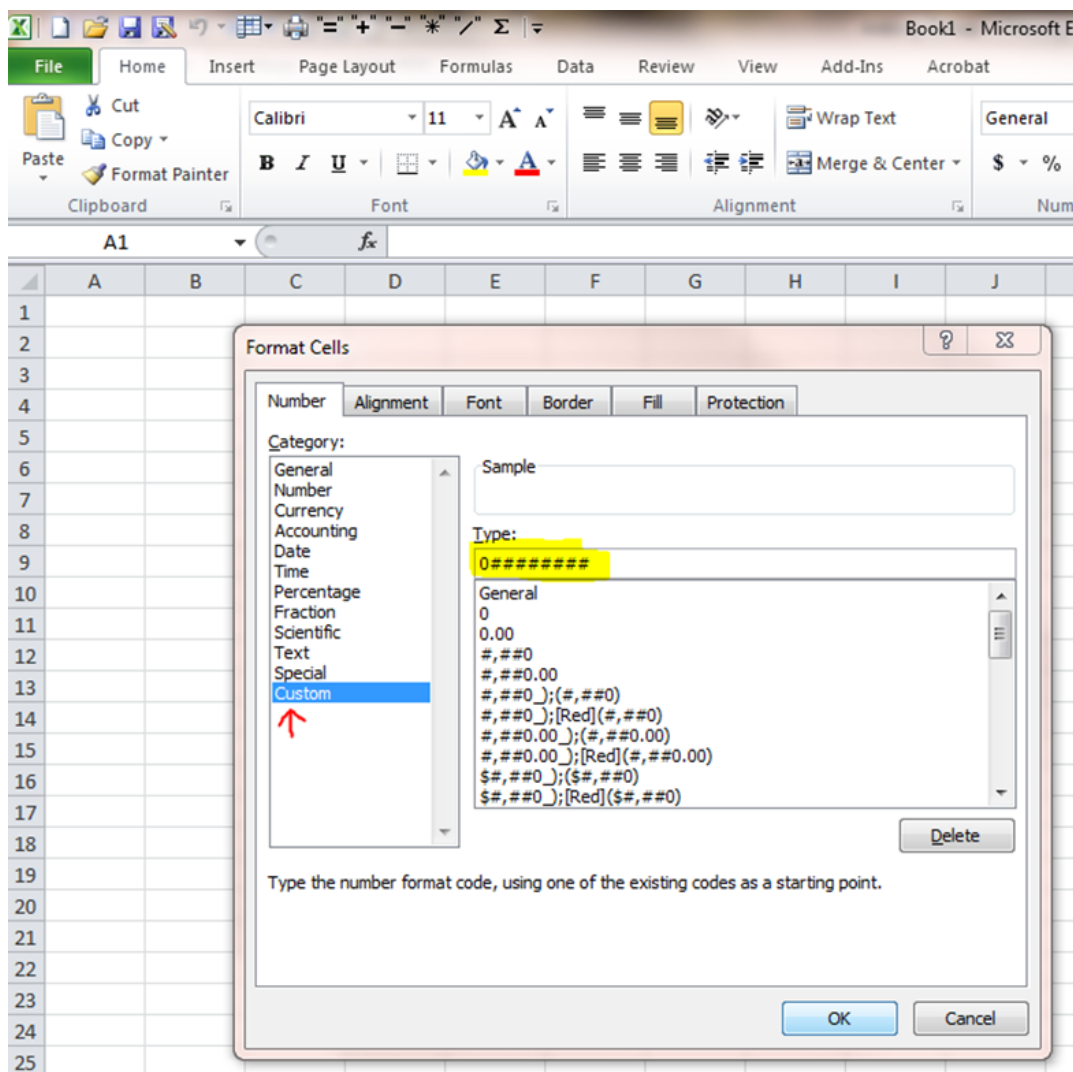 "=" "+" "−" "*" "/" Σ Book1 - Microsoft E
File Home Insert Page Layout Formulas Data Review View Add-Ins Acrobat
Cut
Copy
Format Painter
Paste
Calibri 11 A A Wrap Text General
B I U A Merge & Center $ %
Clipboard Font Alignment Num
A1 fx
A B C D E F G H I J
1
2
3
4
5
6
7
8
9
10
11
12
13
14
15
16
17
18
19
20
21
22
23
24
25
Format Cells
Number Alignment Font Border Fill Protection
Category:
General
Number
Currency
Accounting
Date
Time
Percentage
Fraction
Scientific
Text
Special
Custom
Sample
Type:
0########
General
0
0.00
#,##0
#,##0.00
#,##0_);(#,##0)
#,##0_);[Red](#,##0)
#,##0.00_);(#,##0.00)
#,##0.00_);[Red](#,##0.00)
$#,##0_);($#,##0)
$#,##0_);[Red]($#,##0)
Delete
Type the number format code, using one of the existing codes as a starting point.
OK Cancel